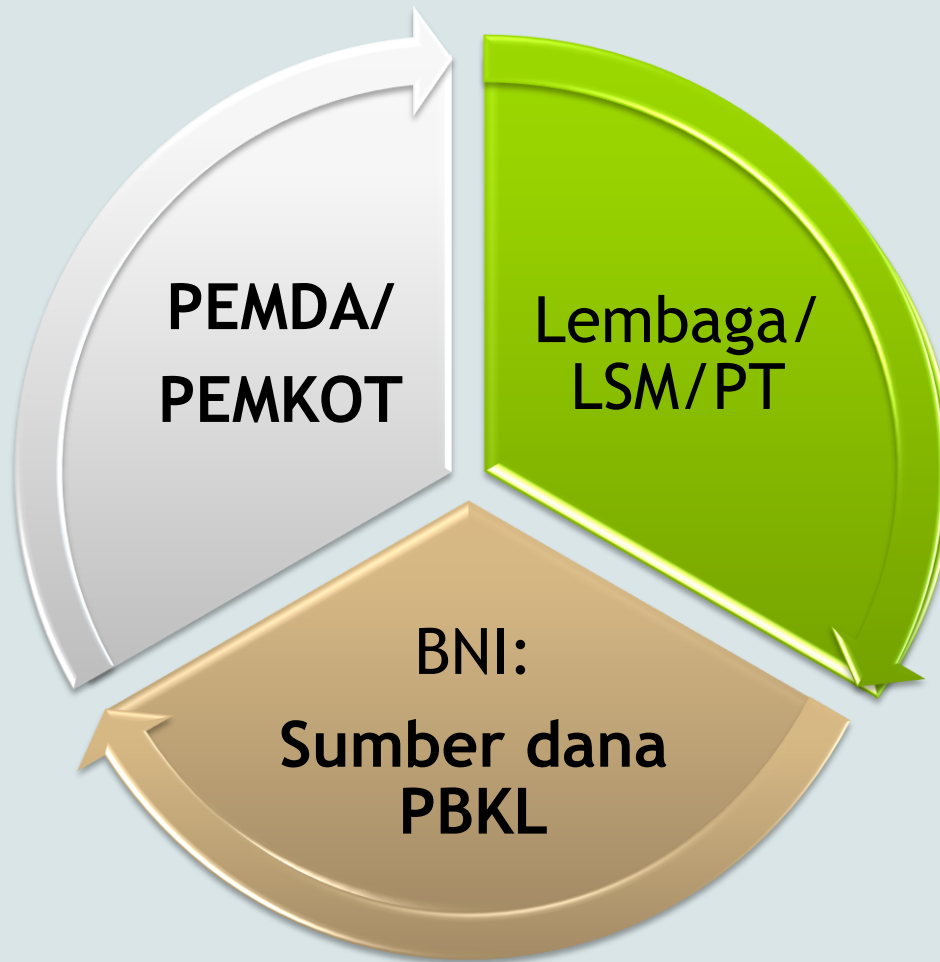 PEMDA/
PEMKOT
Lembaga/
LSM/PT
BNI:
Sumber dana
PBKL